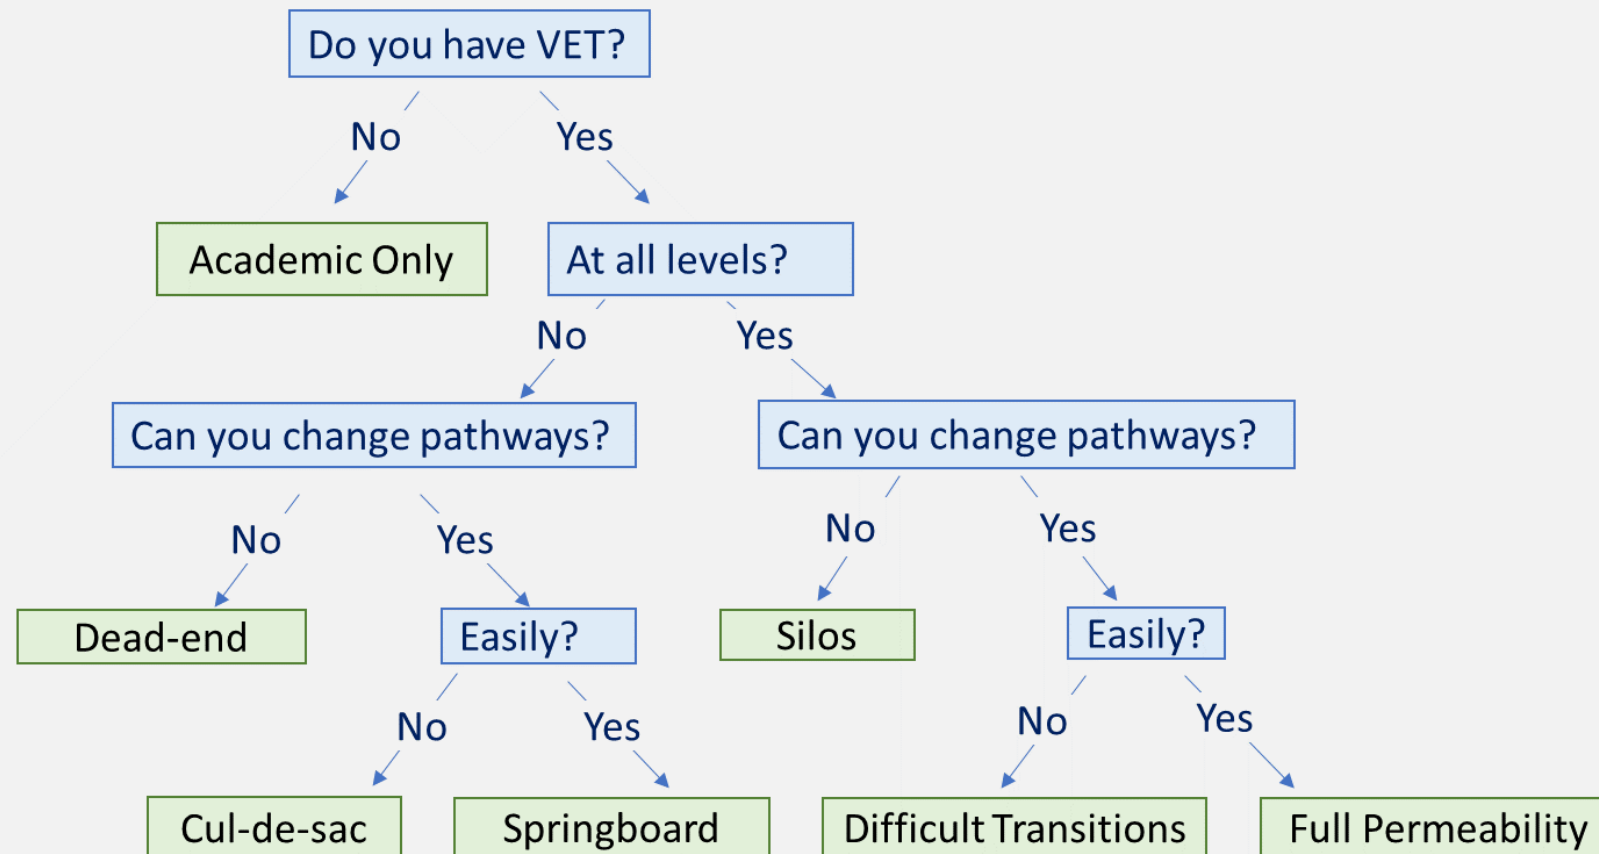 Do you have VET?
No
Yes
Academic Only
At all levels?
No
Yes
Can you change pathways?
Can you change pathways?
No
Yes
No
Yes
Dead-end
Easily?
Silos
Easily?
No
Yes
No
Yes
Cul-de-sac
Springboard
Difficult Transitions
Full Permeability